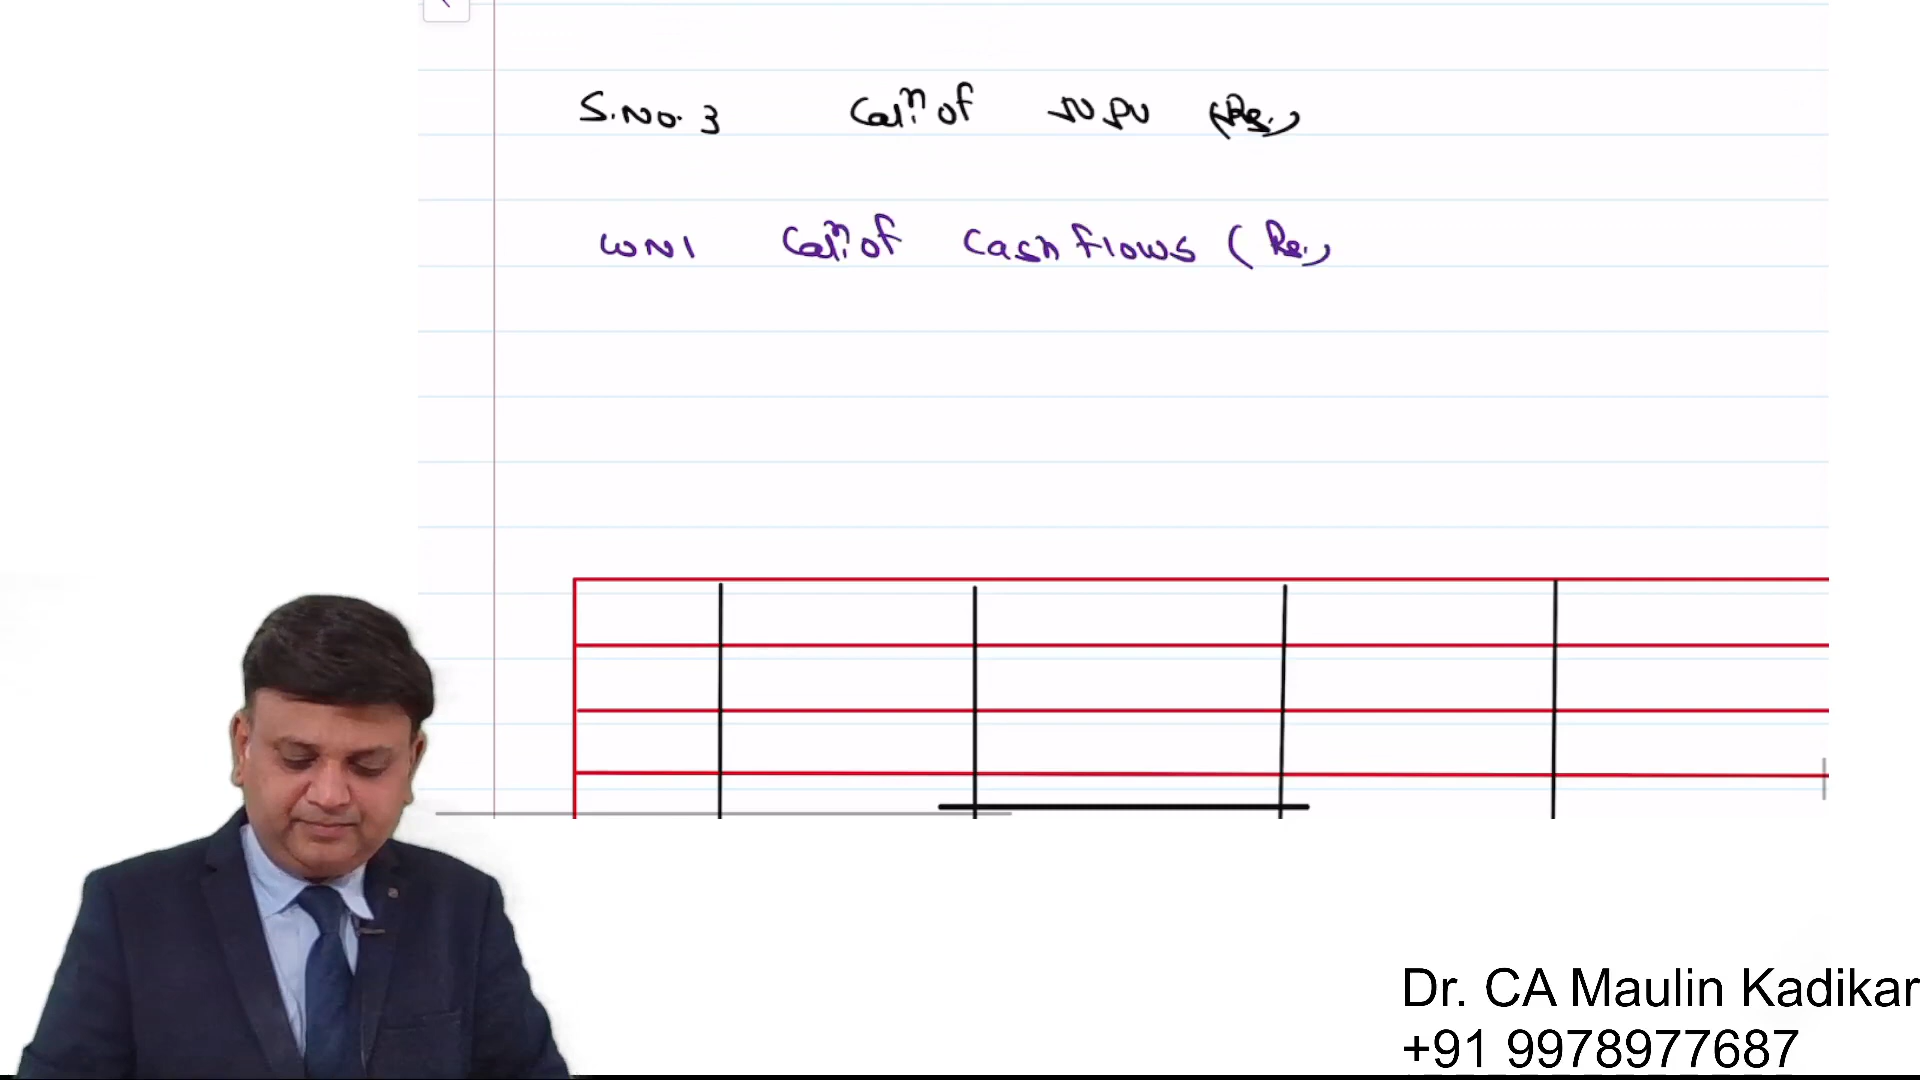 S.No. 3 Calⁿ. of NPV (Rs.)
WN1 Calⁿ. of Cash flows (Rs.)
Dr. CA Maulin Kadikar
+91 9978977687